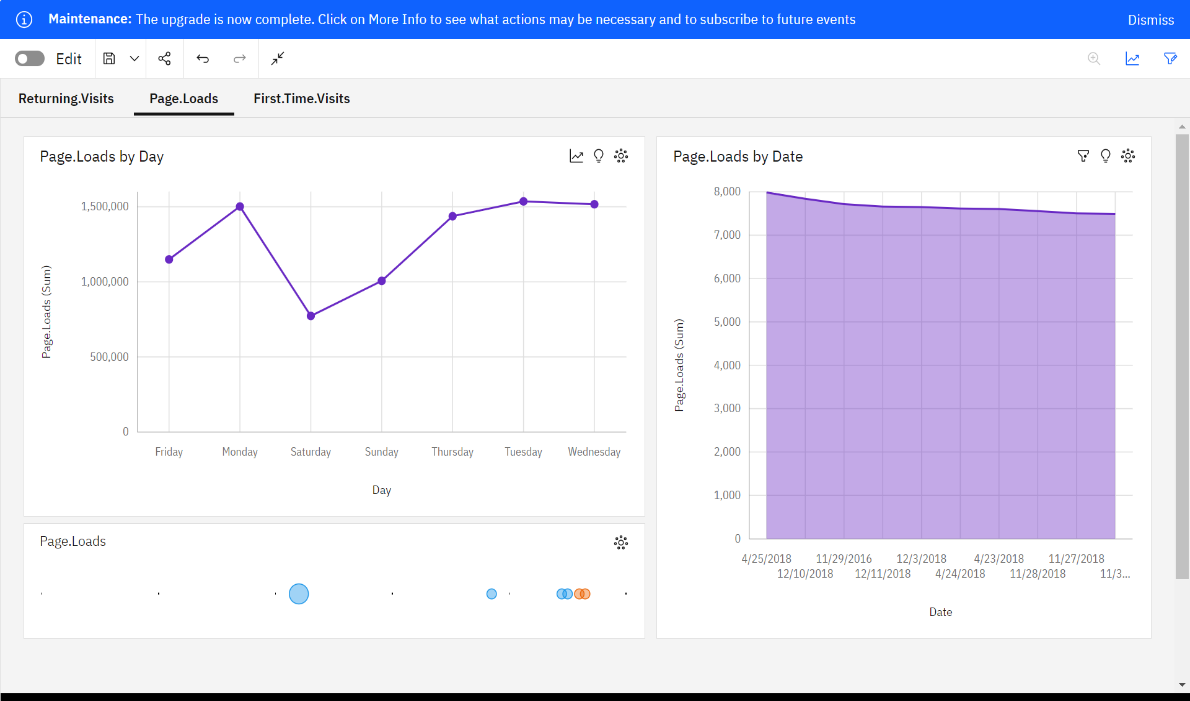 Maintenance: The upgrade is now complete. Click on More Info to see what actions may be necessary and to subscribe to future events
Dismiss
Edit
Returning.Visits
Page.Loads
First.Time.Visits
Page.Loads by Day
1,500,000
1,000,000
500,000
0
Page.Loads (Sum)
Friday
Monday
Saturday
Sunday
Thursday
Tuesday
Wednesday
Day
Page.Loads
Page.Loads by Date
8,000
7,000
6,000
5,000
4,000
3,000
2,000
1,000
0
Page.Loads (Sum)
4/25/2018
11/29/2016
12/3/2018
4/23/2018
11/27/2018
12/10/2018
12/11/2018
4/24/2018
11/28/2018
11/3...
Date